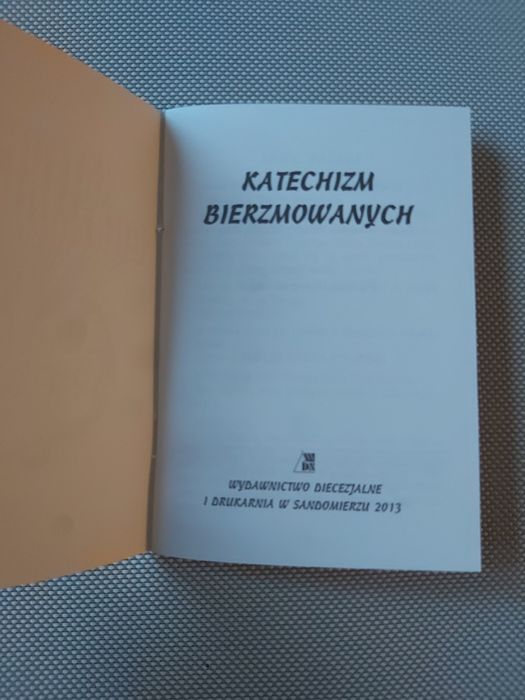 KATECHIZM
BIERZMOWANYCH
WYDAWNICTWO DIECEZJALNE
I DRUKARNIA W SANDOMIERZU 2013